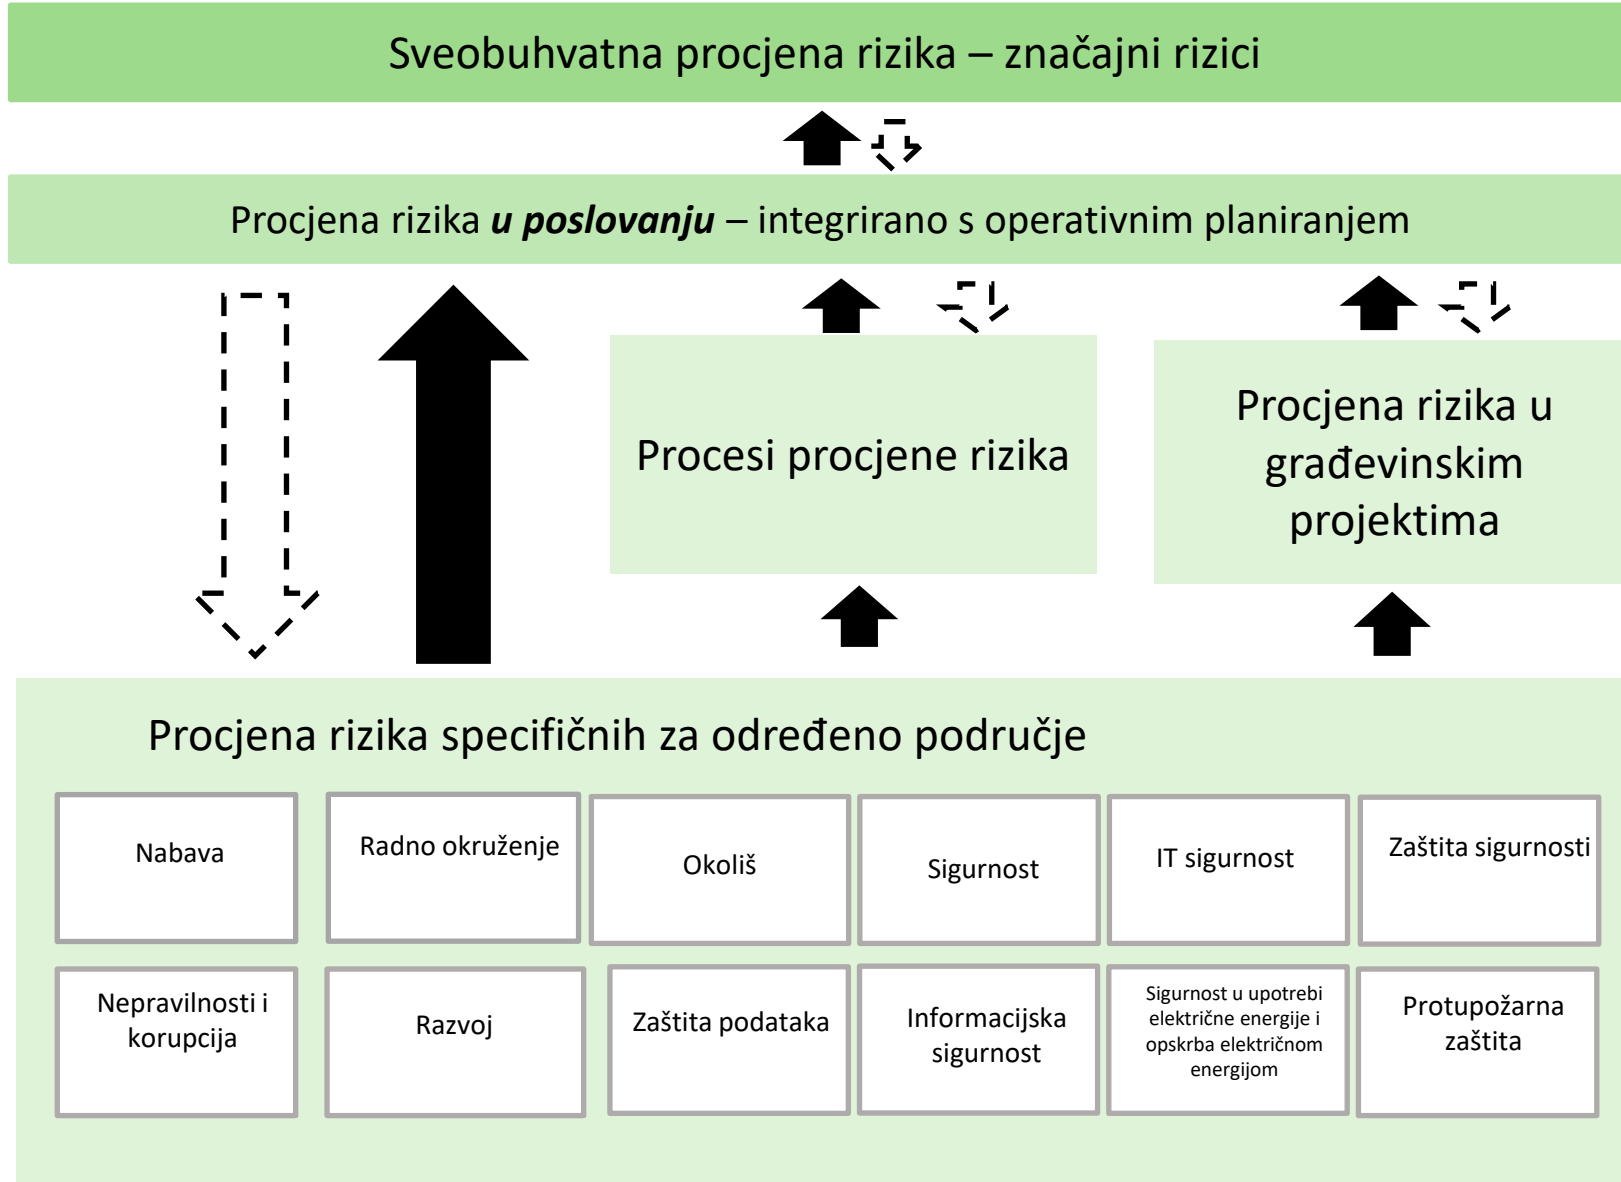 Sveobuhvatna procjena rizika – značajni rizici
Procjena rizika u poslovanju – integrirano s operativnim planiranjem
Procesi procjene rizika
Procjena rizika u
građevinskim
projektima
Procjena rizika specifičnih za određeno područje
Nabava
Radno okruženje
Okoliš
Sigurnost
IT sigurnost
Zaštita sigurnosti
Nepravilnosti i
korupcija
Razvoj
Zaštita podataka
Informacijska
sigurnost
Sigurnost u upotrebi
električne energije i
opskrba električnom
energijom
Protupožarna
zaštita